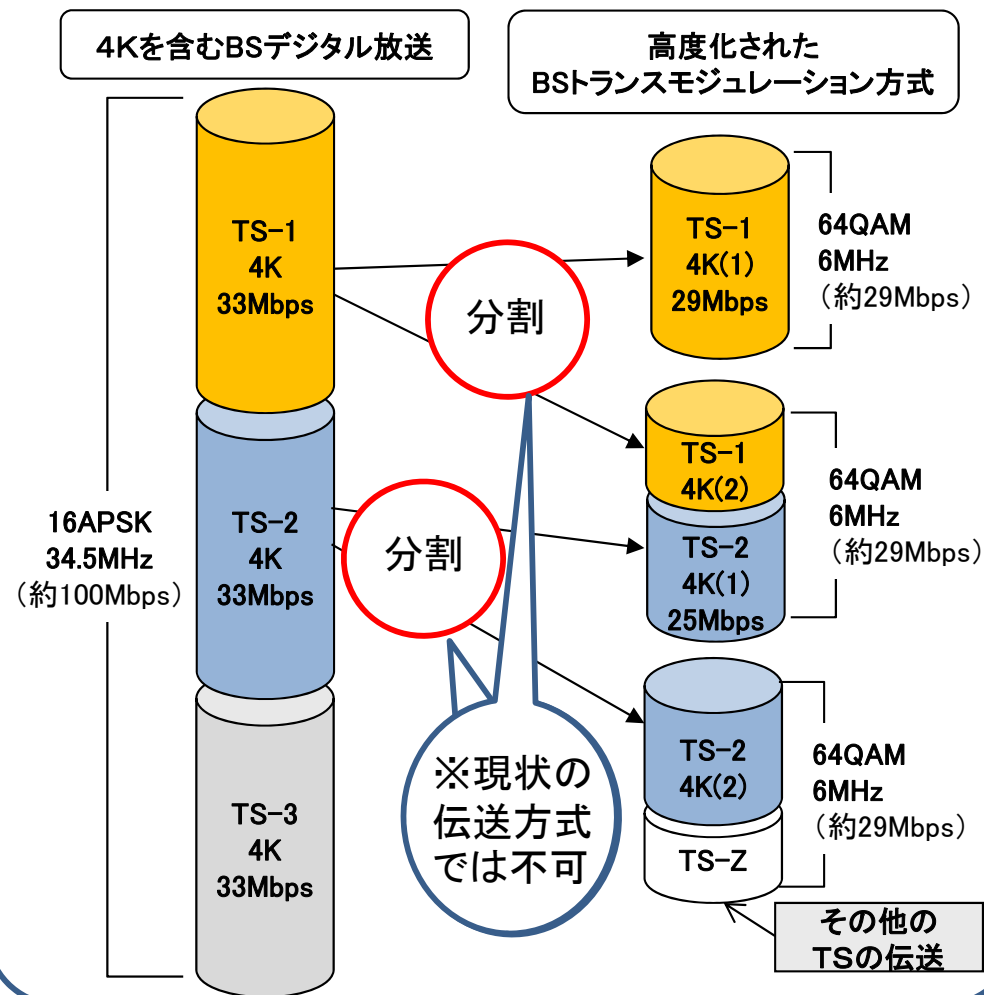 4Kを含むBSデジタル放送
高度化された
BSトランスモジュレーション方式
16APSK
34.5MHz
（約100Mbps）
TS-1
4K
33Mbps
TS-2
4K
33Mbps
TS-3
4K
33Mbps
分割
分割
※現状の
伝送方式
では不可
TS-1
4K(1)
29Mbps
64QAM
6MHz
（約29Mbps）
TS-1
4K(2)
TS-2
4K(1)
25Mbps
64QAM
6MHz
（約29Mbps）
TS-2
4K(2)
TS-Z
64QAM
6MHz
（約29Mbps）
その他の
TSの伝送